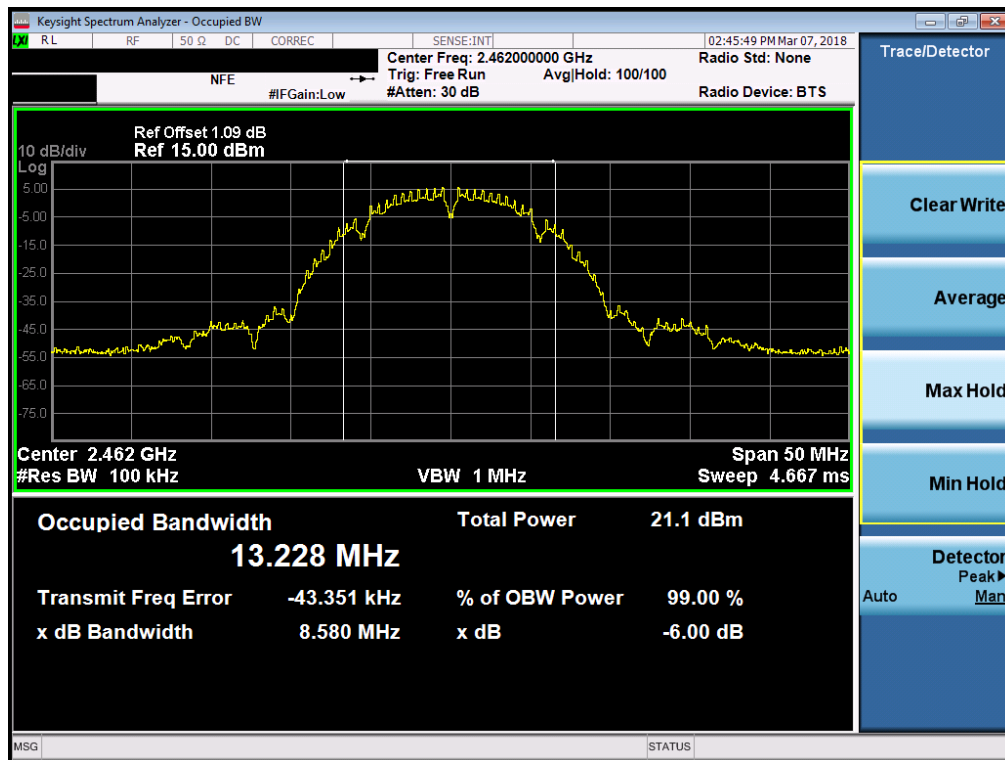 Keysight Spectrum Analyzer - Occupied BW
LXI RL RF 50 Ω DC CORREC SENSE:INT 02:45:49 PM Mar 07, 2018
Center Freq: 2.462000000 GHz Radio Std: None
NFE Trig: Free Run Avg|Hold: 100/100
#IFGain:Low #Atten: 30 dB Radio Device: BTS
Trace/Detector
Ref Offset 1.09 dB
10 dB/div Ref 15.00 dBm
Log
5.00
-5.00
-15.0
-25.0
-35.0
-45.0
-55.0
-65.0
-75.0
Center 2.462 GHz Span 50 MHz
#Res BW 100 kHz VBW 1 MHz Sweep 4.667 ms
Occupied Bandwidth Total Power 21.1 dBm
13.228 MHz
Transmit Freq Error -43.351 kHz % of OBW Power 99.00 %
x dB Bandwidth 8.580 MHz x dB -6.00 dB
Clear Write
Average
Max Hold
Min Hold
Detector
Peak▶
Auto Man
MSG STATUS